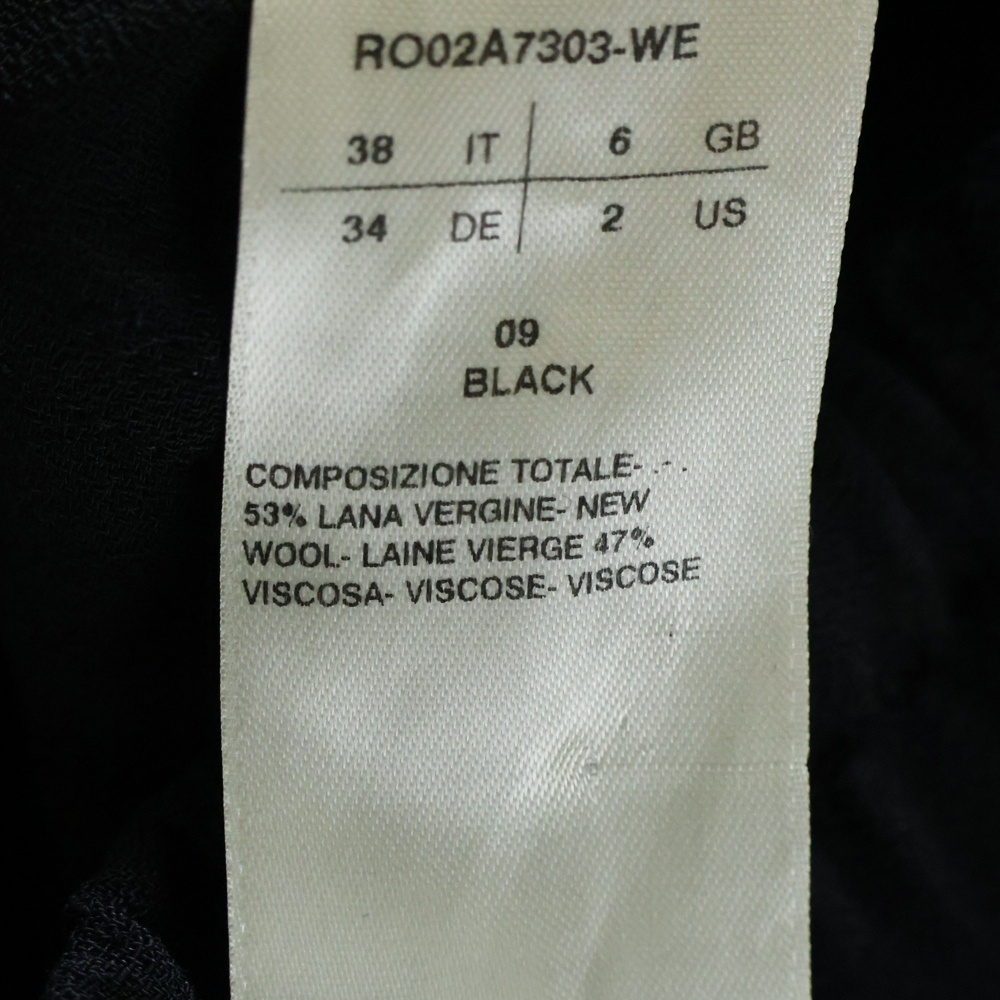 RO02A7303-WE
38 IT 6 GB
34 DE 2 US
09
BLACK
COMPOSIZIONE TOTALE- .-.
53% LANA VERGINE- NEW
WOOL- LAINE VIERGE 47%
VISCOSA- VISCOSE- VISCOSE